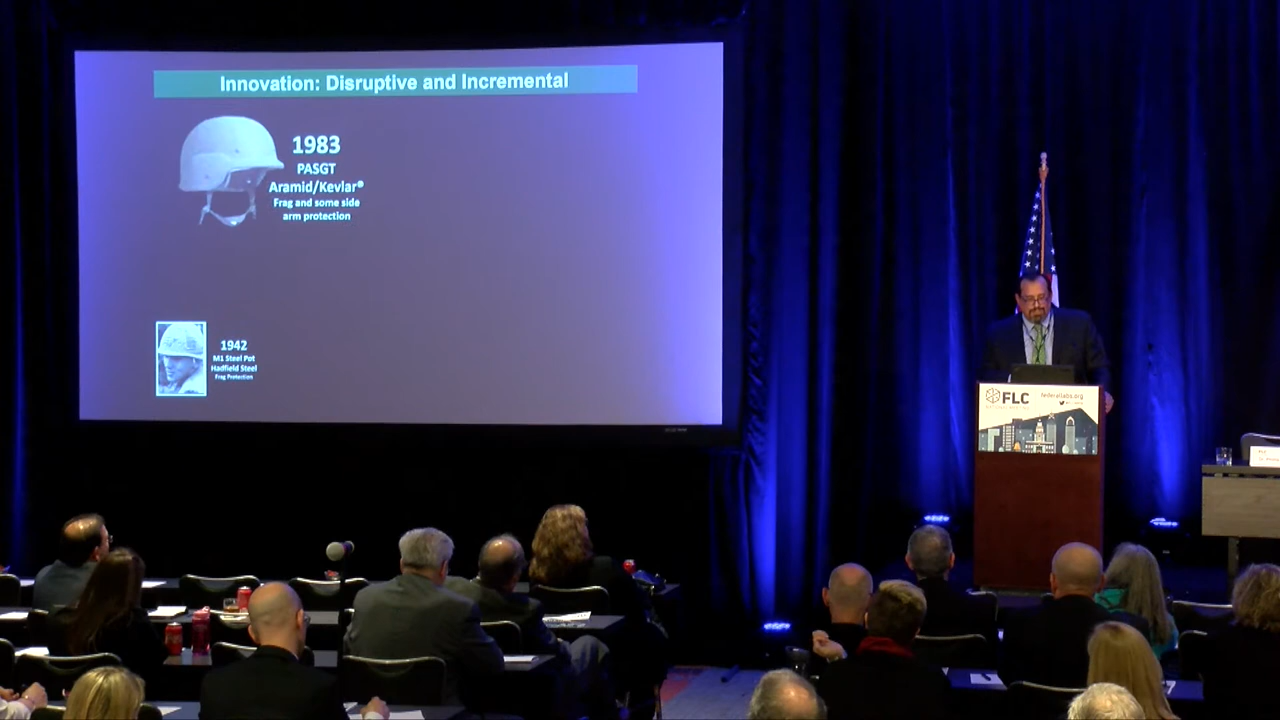 Innovation: Disruptive and Incremental
1983
PASGT
Aramid/Kevlar®
Frag and some side
arm protection
1942
M1 Steel Pot
Hadfield Steel
Frag Protection
FLC
federallabs.org